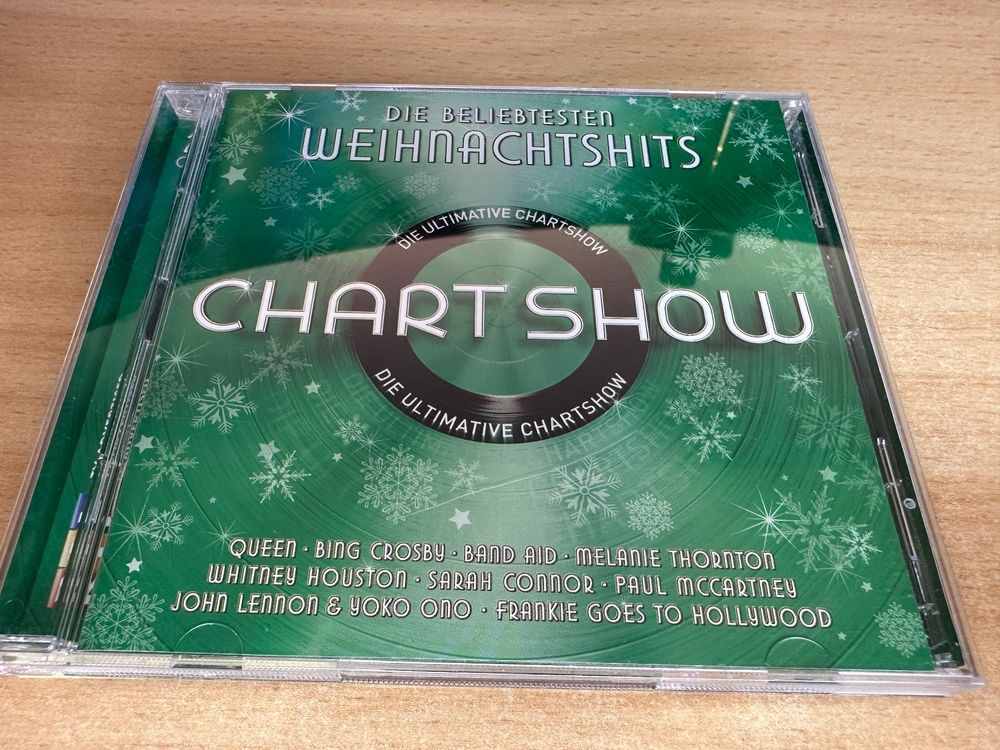 DIE BELIEBTESTEN
WEIHNACHTSHITS
DIE ULTIMATIVE CHARTSHOW
CHART SHOW
DIE ULTIMATIVE CHARTSHOW
QUEEN · BING CROSBY · BAND AID · MELANIE THORNTON
WHITNEY HOUSTON · SARAH CONNOR · PAUL MCCARTNEY
JOHN LENNON & YOKO ONO · FRANKIE GOES TO HOLLYWOOD